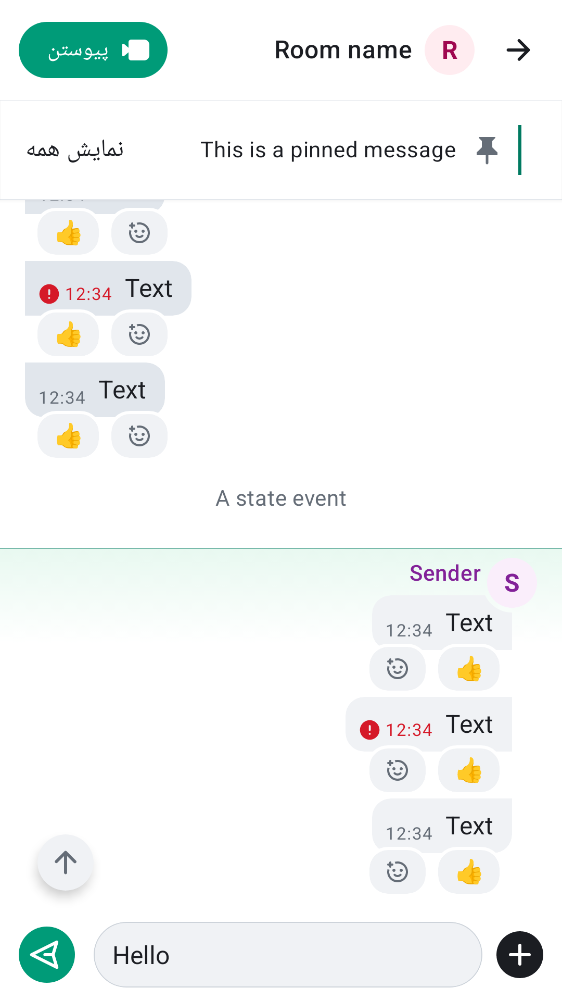 Room name
R
پیوستن
This is a pinned message
نمایش همه
Text
12:34
Text
12:34
A state event
Sender
S
Text
12:34
Text
12:34
Text
12:34
Hello